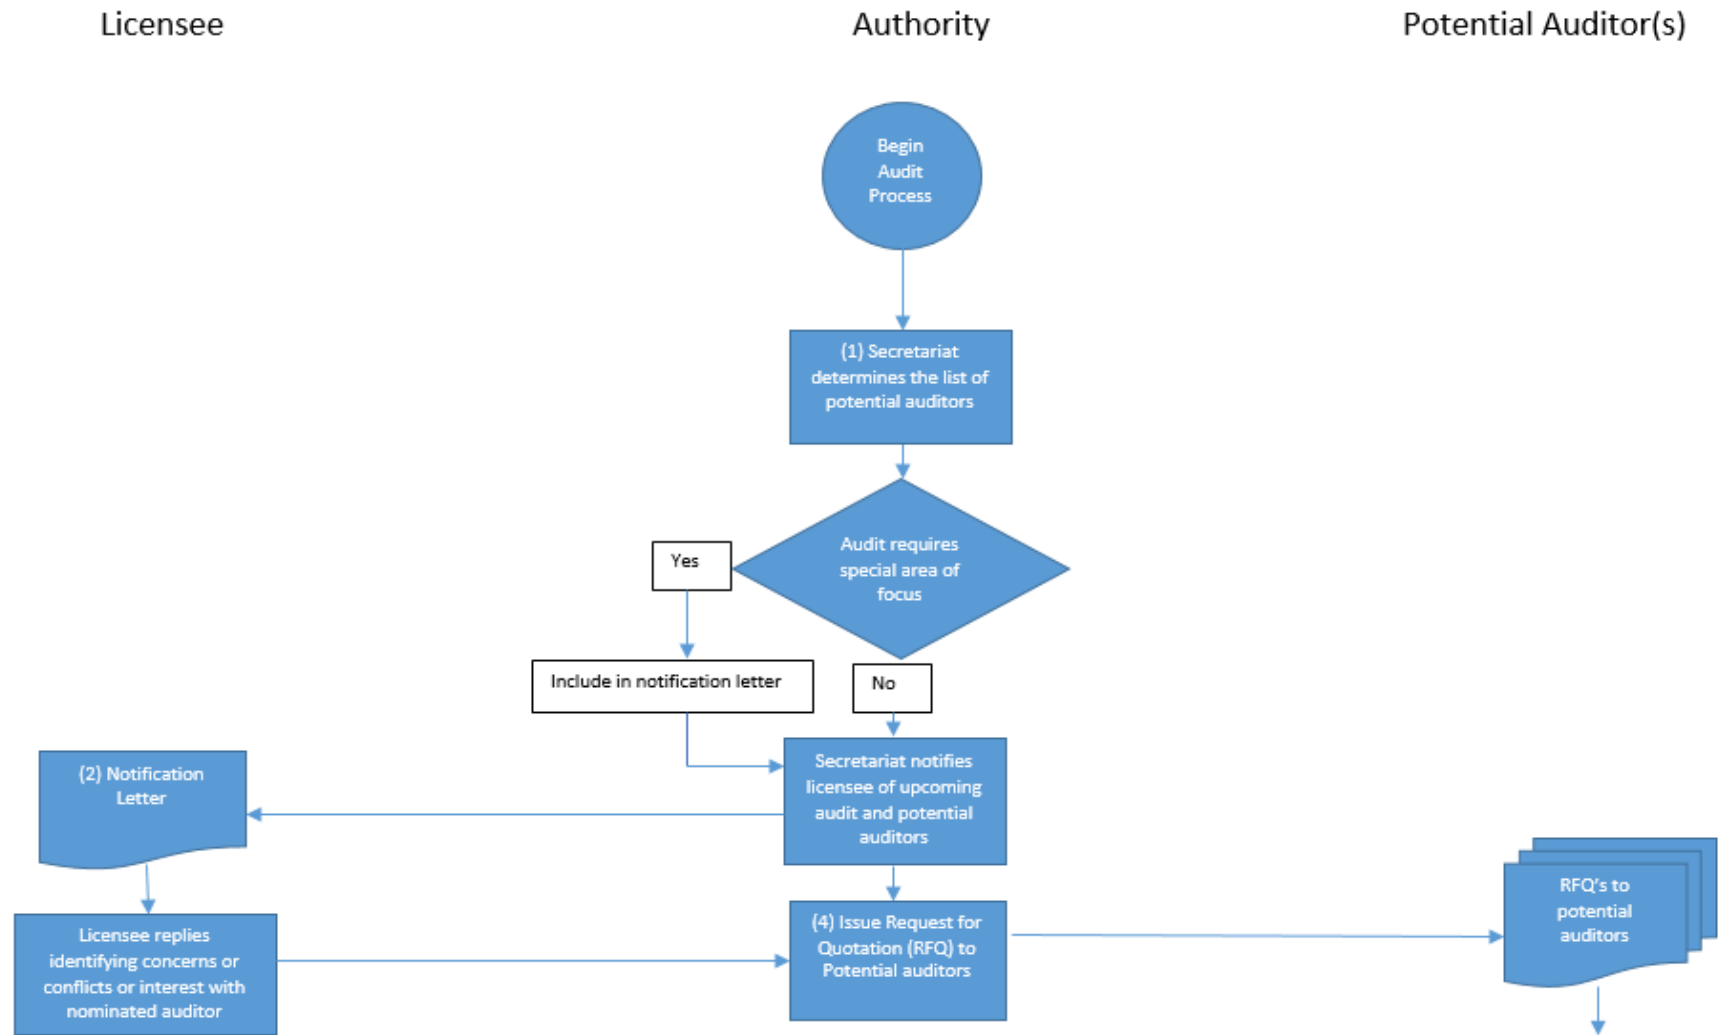 Licensee
Authority
Potential Auditor(s)
Begin
Audit
Process
(1) Secretariat
determines the list of
potential auditors
Audit requires
special area of
focus
Yes
Include in notification letter
No
(2) Notification
Letter
Secretariat notifies
licensee of upcoming
audit and potential
auditors
Licensee replies
identifying concerns or
conflicts or interest with
nominated auditor
(4) Issue Request for
Quotation (RFQ) to
Potential auditors
RFQ's to
potential
auditors